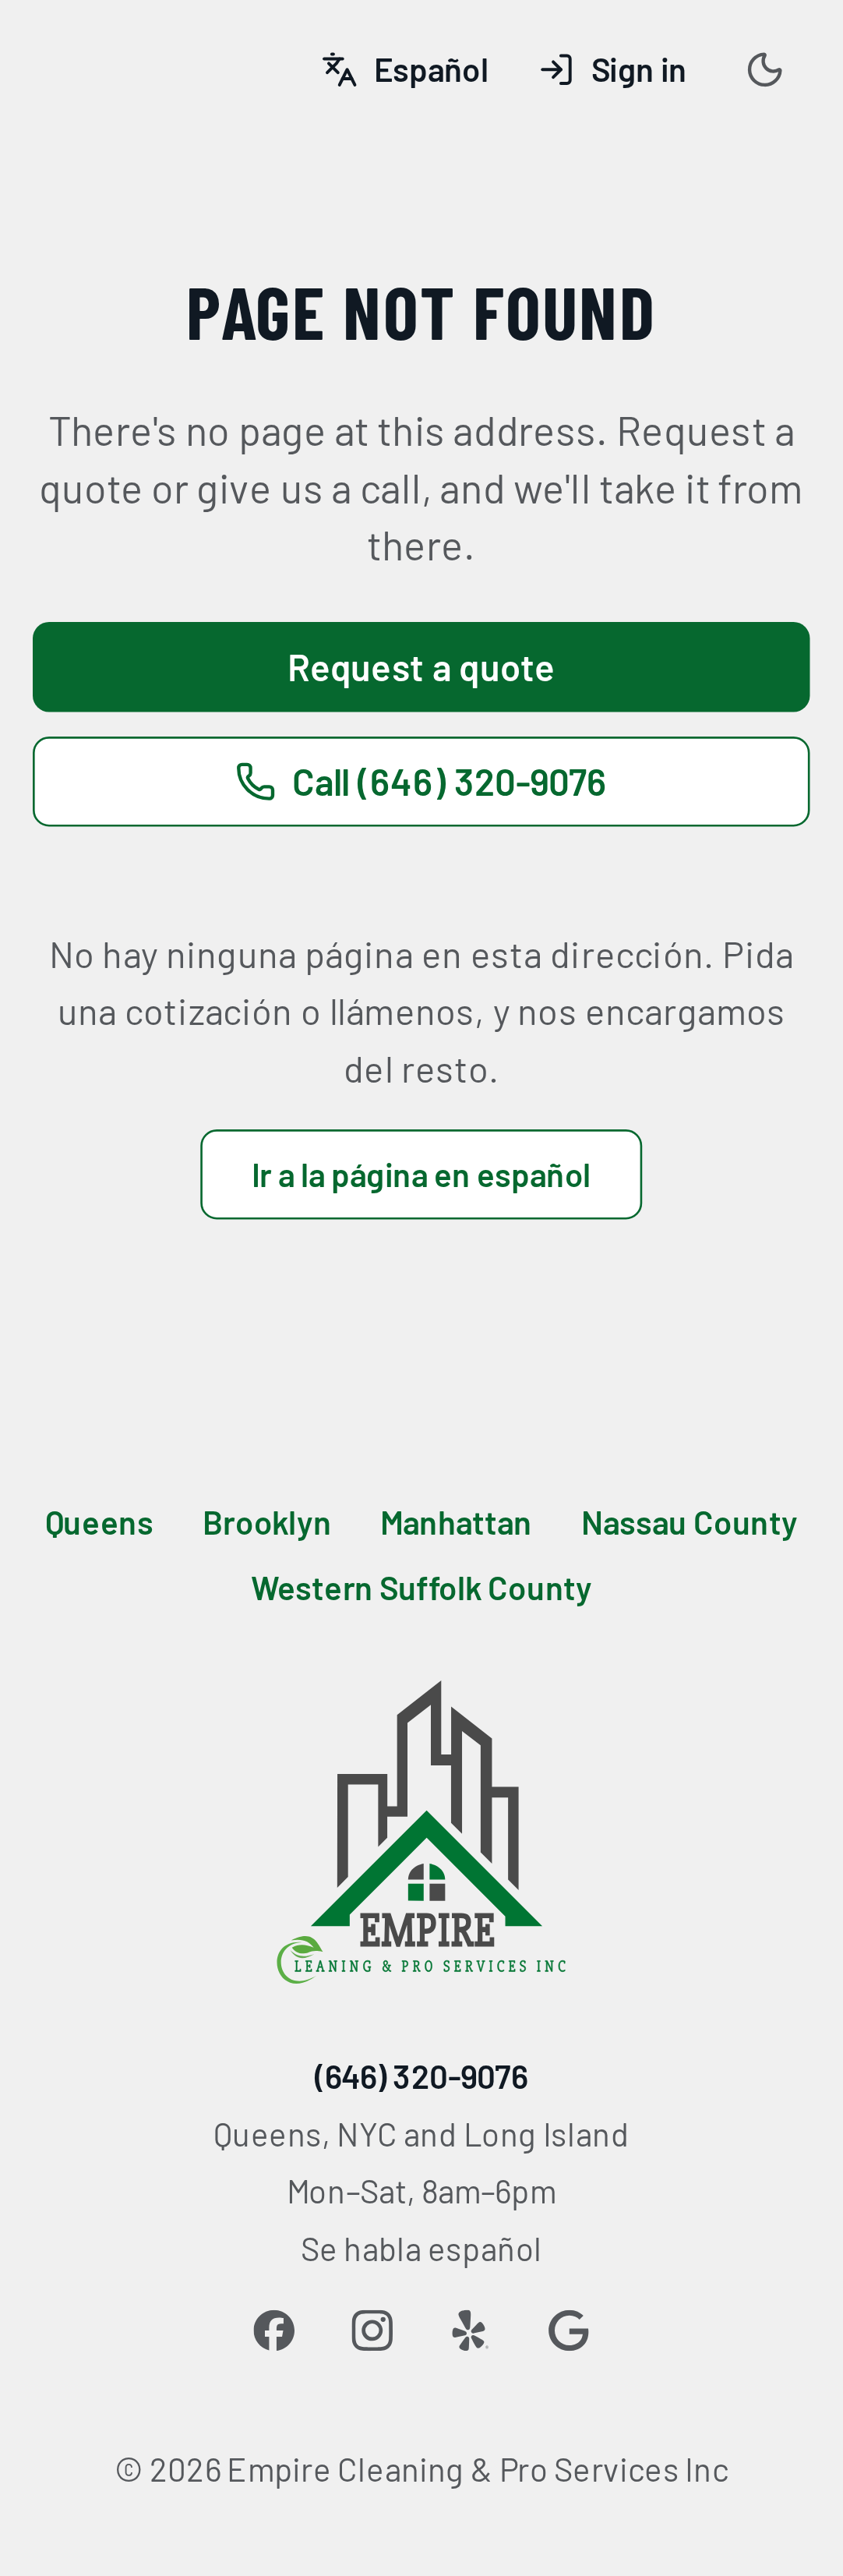 Español
Sign in
PAGE NOT FOUND
There's no page at this address. Request a
quote or give us a call, and we'll take it from
there.
Request a quote
Call (646) 320-9076
No hay ninguna página en esta dirección. Pida
una cotización o llámenos, y nos encargamos
del resto.
Ir a la página en español
Queens Brooklyn Manhattan Nassau County
Western Suffolk County
EMPIRE
CLEANING & PRO SERVICES INC
(646) 320-9076
Queens, NYC and Long Island
Mon–Sat, 8am–6pm
Se habla español
© 2026 Empire Cleaning & Pro Services Inc